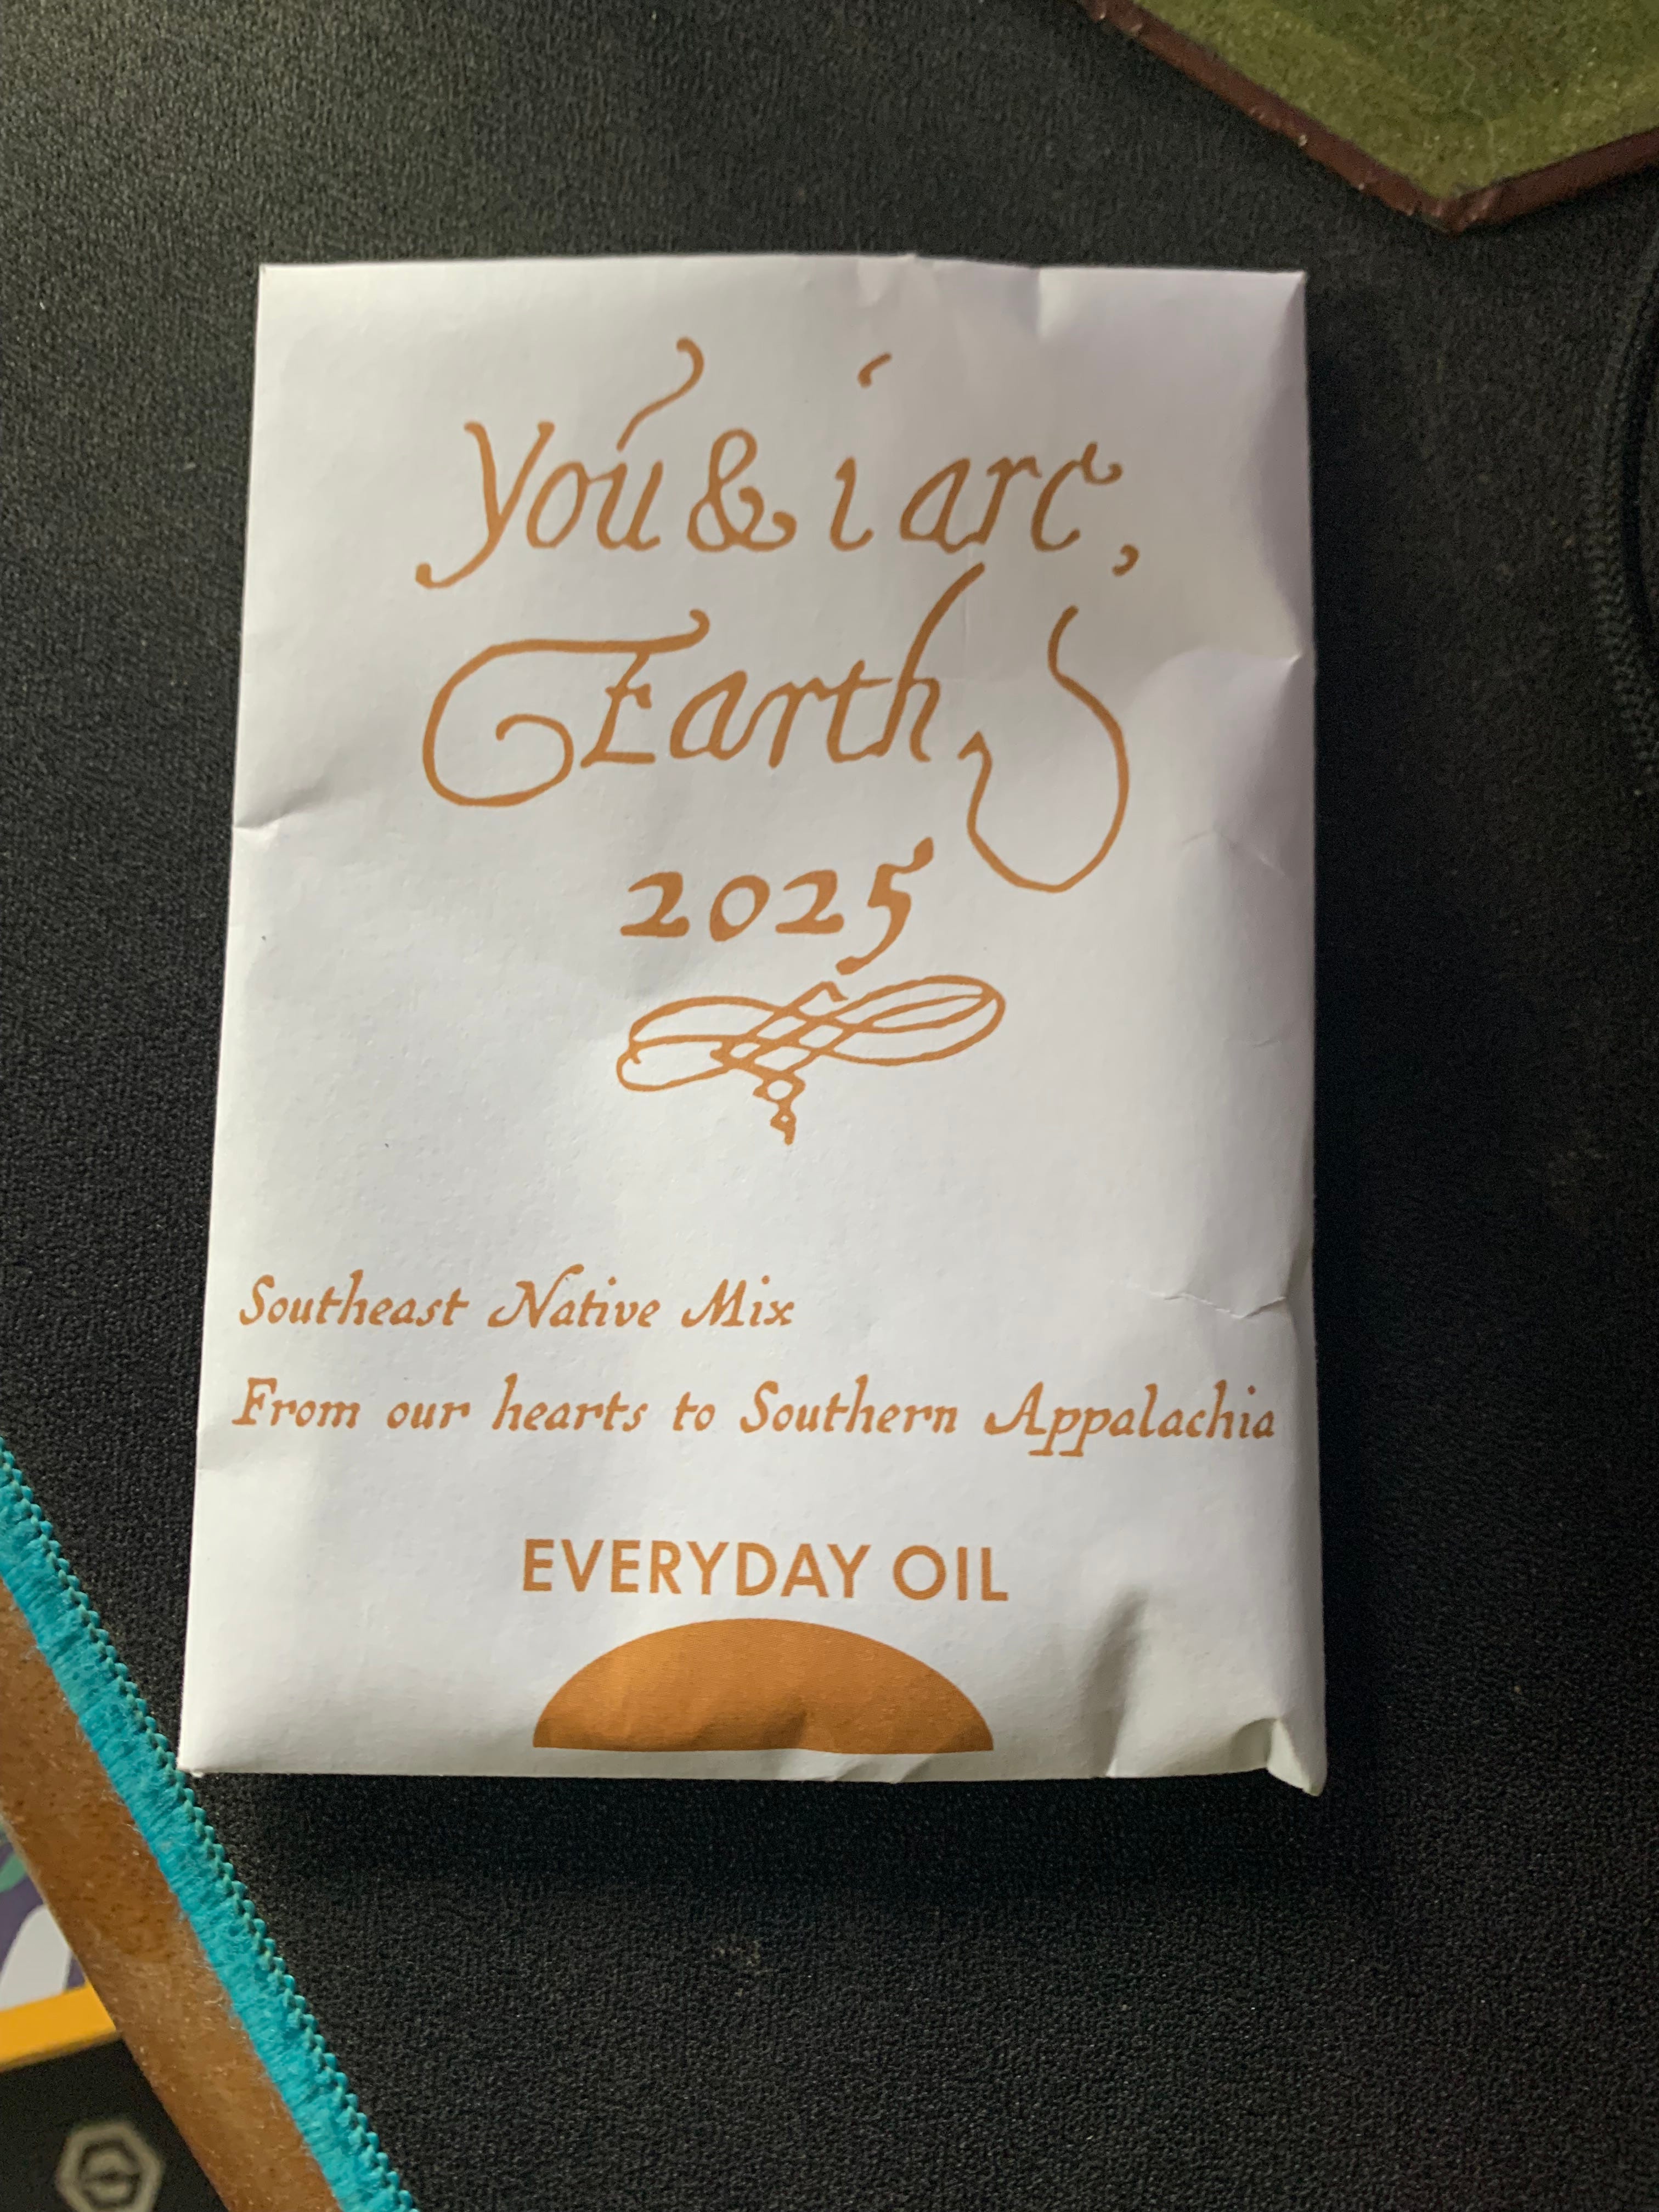 you & i are,
Earth
2025
Southeast Native Mix
From our hearts to Southern Appalachia
EVERYDAY OIL